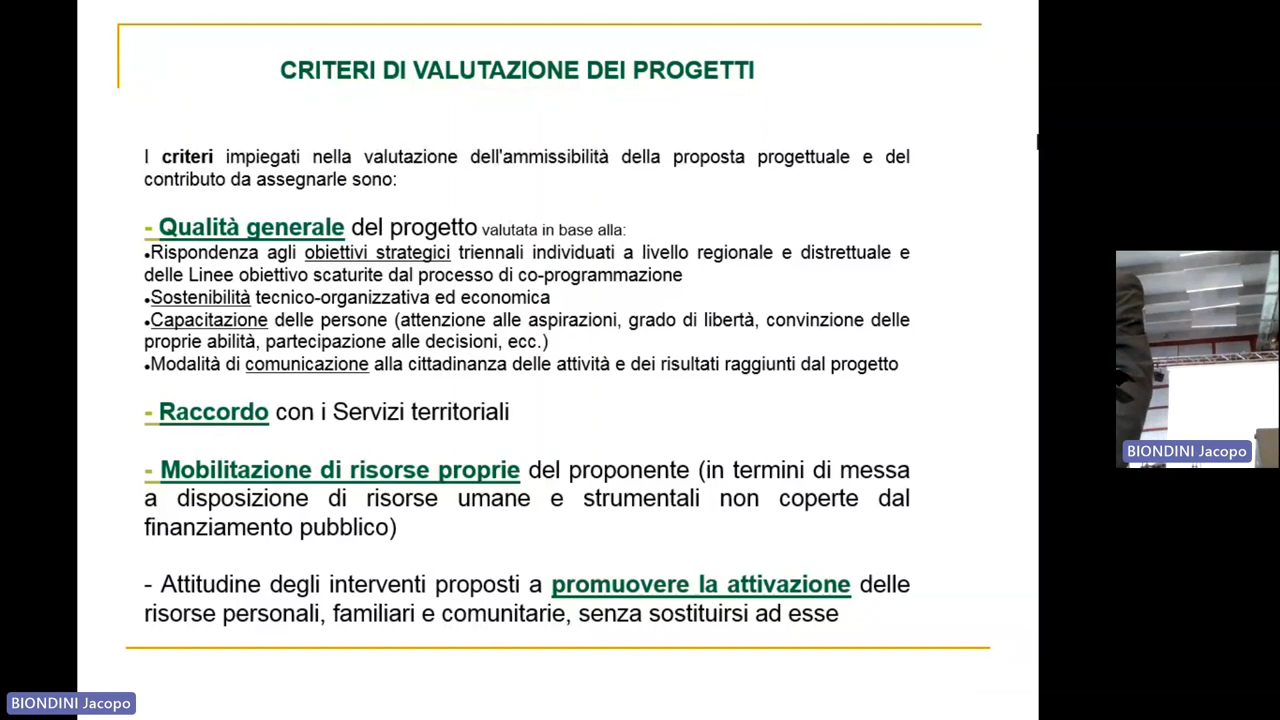 CRITERI DI VALUTAZIONE DEI PROGETTI
I criteri impiegati nella valutazione dell'ammissibilità della proposta progettuale e del
contributo da assegnarle sono:
- Qualità generale del progetto valutata in base alla:
•Rispondenza agli obiettivi strategici triennali individuati a livello regionale e distrettuale e
delle Linee obiettivo scaturite dal processo di co-programmazione
•Sostenibilità tecnico-organizzativa ed economica
•Capacitazione delle persone (attenzione alle aspirazioni, grado di libertà, convinzione delle
proprie abilità, partecipazione alle decisioni, ecc.)
•Modalità di comunicazione alla cittadinanza delle attività e dei risultati raggiunti dal progetto
- Raccordo con i Servizi territoriali
- Mobilitazione di risorse proprie del proponente (in termini di messa
a disposizione di risorse umane e strumentali non coperte dal
finanziamento pubblico)
- Attitudine degli interventi proposti a promuovere la attivazione delle
risorse personali, familiari e comunitarie, senza sostituirsi ad esse
BIONDINI Jacopo
BIONDINI Jacopo